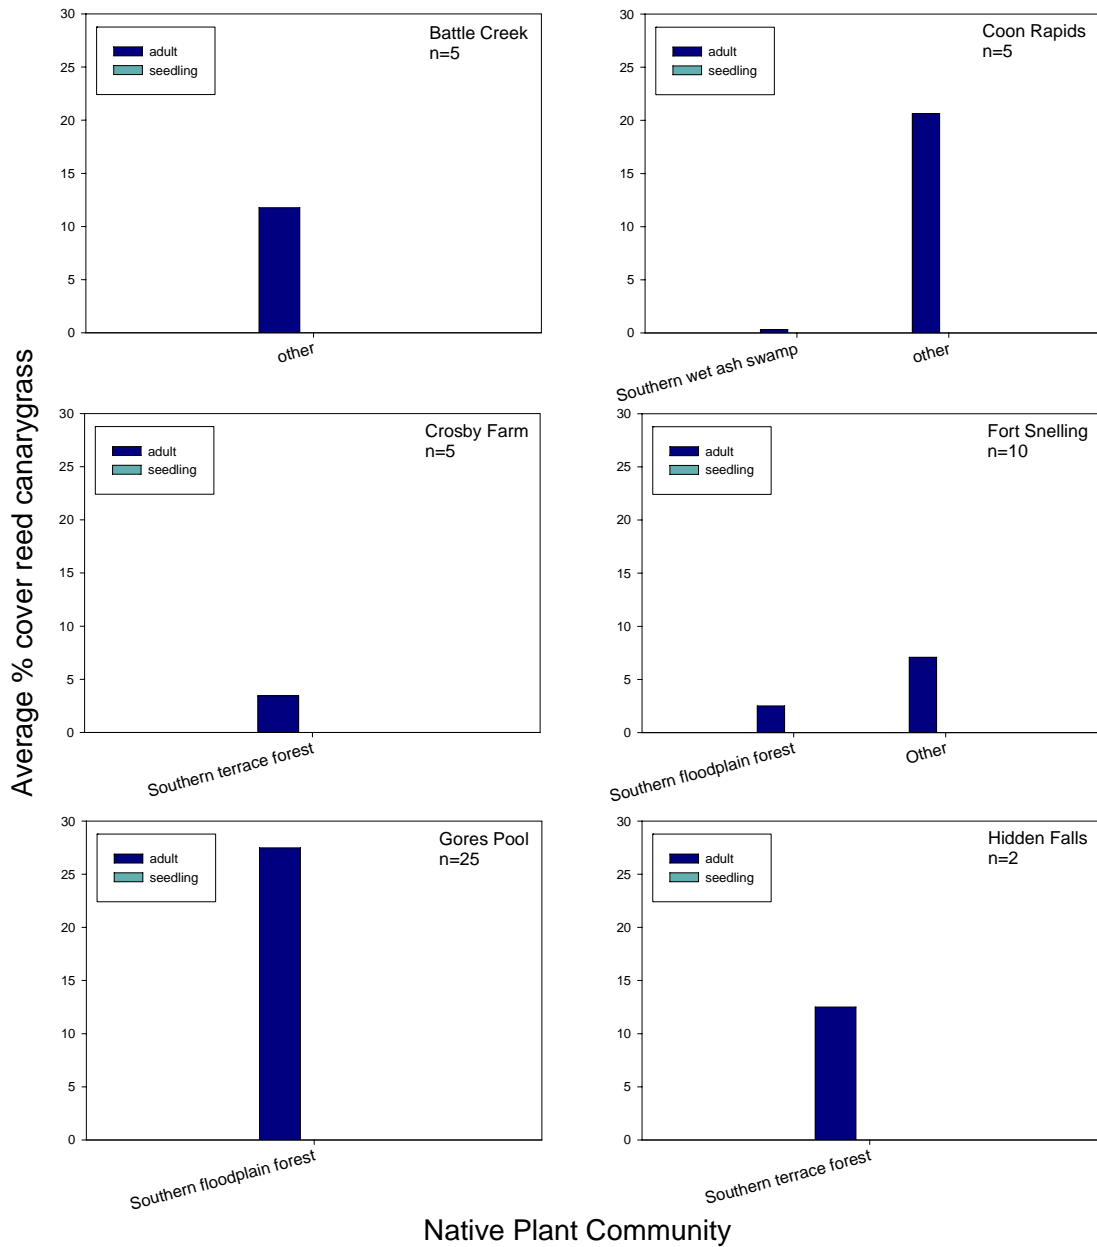 Average % cover reed canarygrass
30
25
20
15
10
5
0
adult
seedling
Battle Creek
n=5
other
30
25
20
15
10
5
0
adult
seedling
Coon Rapids
n=5
Southern wet ash swamp
other
30
25
20
15
10
5
0
adult
seedling
Crosby Farm
n=5
Southern terrace forest
30
25
20
15
10
5
0
adult
seedling
Fort Snelling
n=10
Southern floodplain forest
Other
30
25
20
15
10
5
0
adult
seedling
Gores Pool
n=25
Southern floodplain forest
30
25
20
15
10
5
0
adult
seedling
Hidden Falls
n=2
Southern terrace forest
Native Plant Community